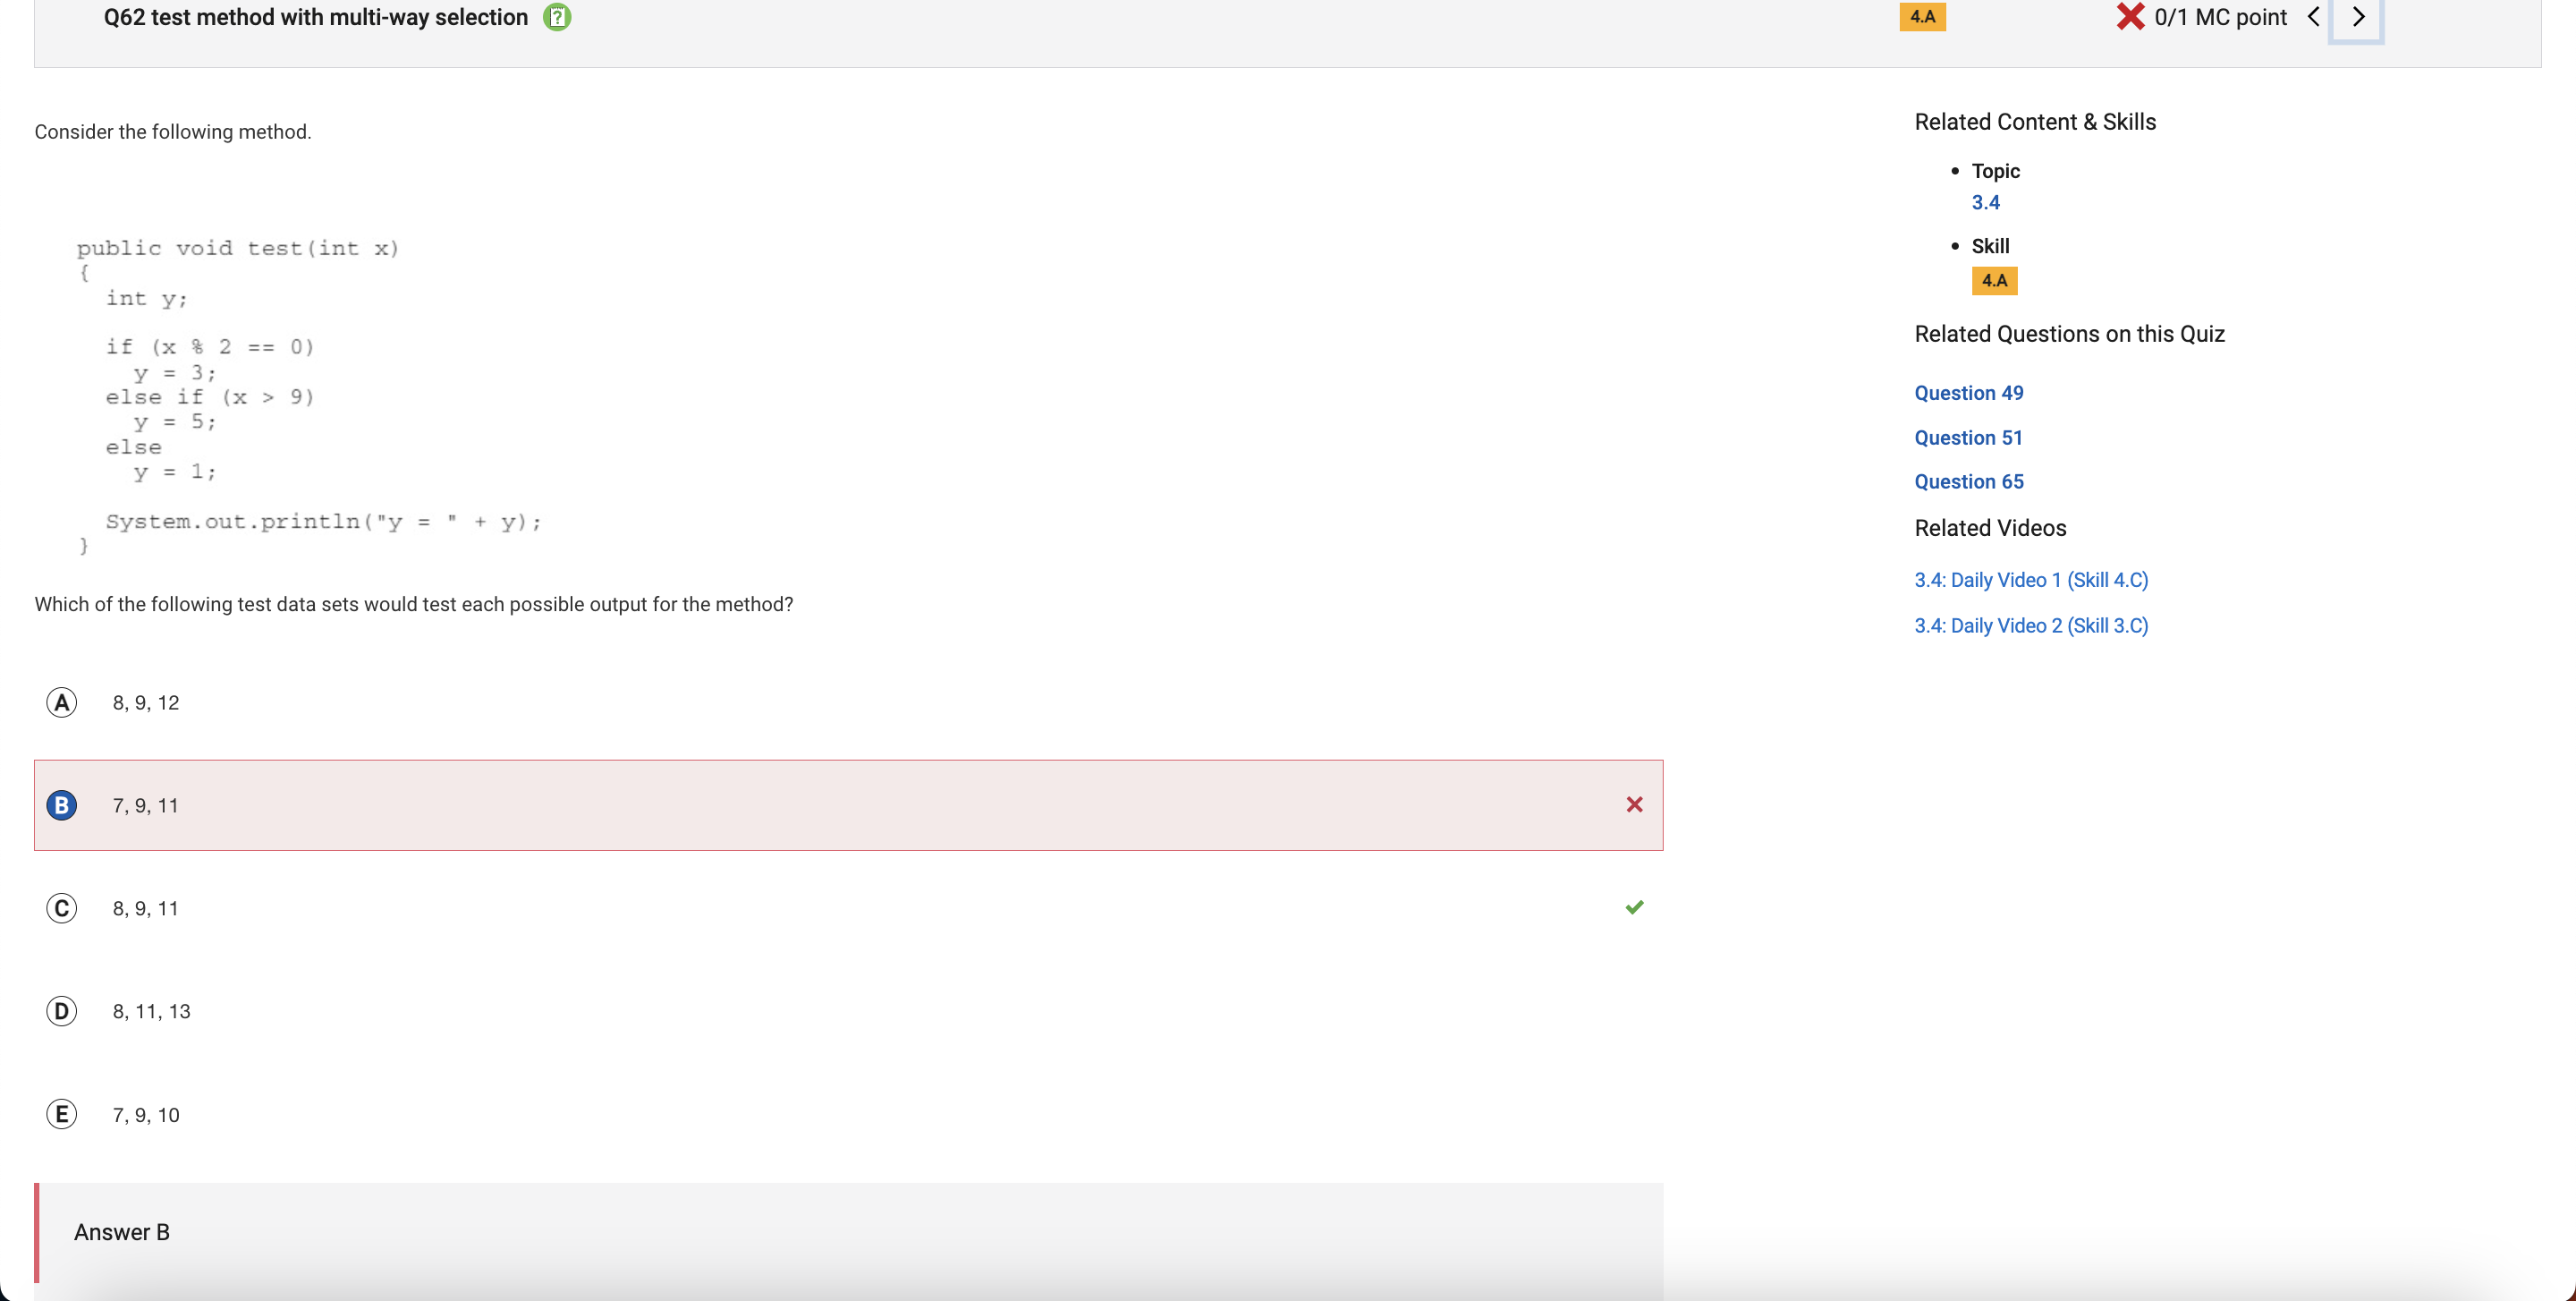 Q62 test method with multi-way selection
4.A
0/1 MC point
Consider the following method.
public void test(int x)
{
int y;
if (x % 2 == 0)
y = 3;
else if (x > 9)
y = 5;
else
y = 1;
System.out.println("y = " + y);
}
Which of the following test data sets would test each possible output for the method?
A 8, 9, 12
B 7, 9, 11
C 8, 9, 11
D 8, 11, 13
E 7, 9, 10
Answer B
Related Content & Skills
• Topic
3.4
• Skill
4.A
Related Questions on this Quiz
Question 49
Question 51
Question 65
Related Videos
3.4: Daily Video 1 (Skill 4.C)
3.4: Daily Video 2 (Skill 3.C)